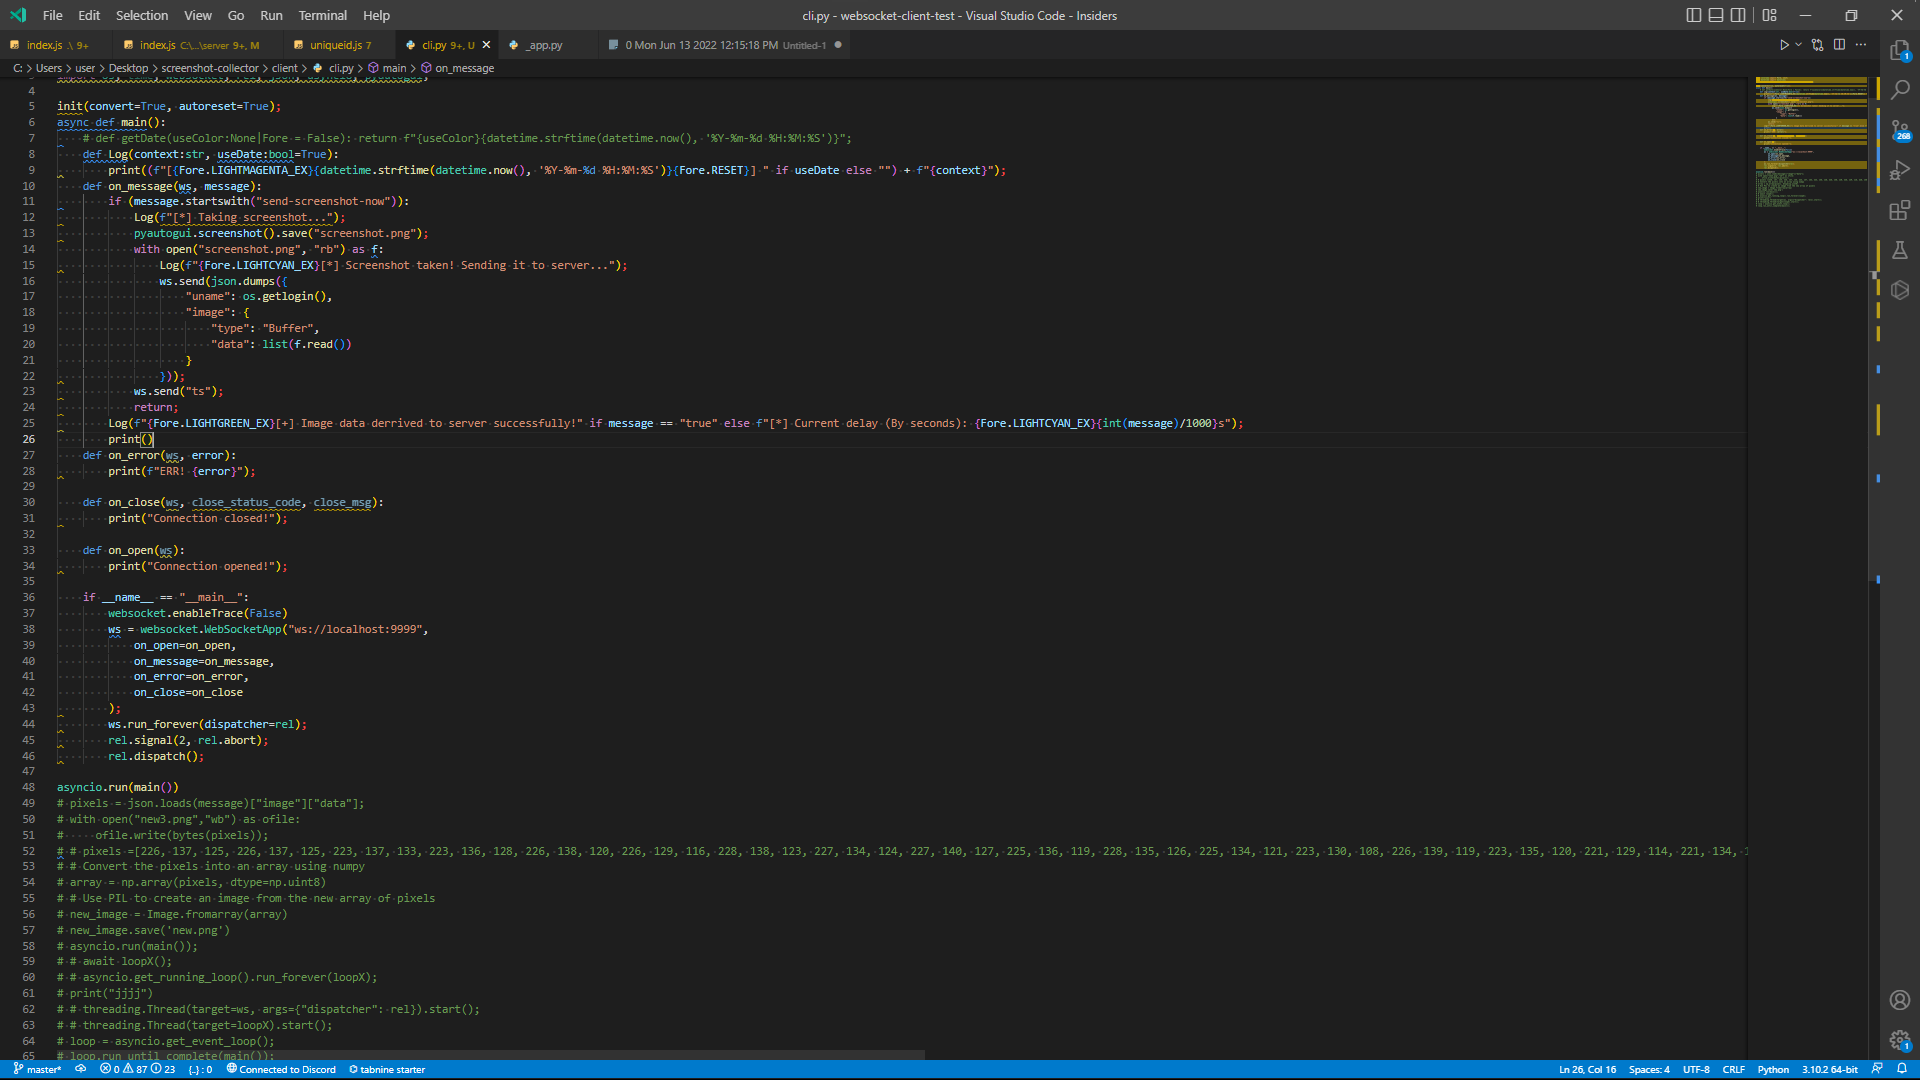 File Edit Selection View Go Run Terminal Help
cli.py - websocket-client-test - Visual Studio Code - Insiders
index.js .\ 9+
index.js C:\...\server 9+, M
uniqueid.js 7
cli.py 9+, U
_app.py
0 Mon Jun 13 2022 12:15:18 PM Untitled-1
C: > Users > user > Desktop > screenshot-collector > client > cli.py > main > on_message
4
5 init(convert=True, autoreset=True);
6 async def main():
7 # def getDate(useColor:None|Fore = False): return f"{useColor}{datetime.strftime(datetime.now(), '%Y-%m-%d %H:%M:%S')}";
8 def Log(context:str, useDate:bool=True):
9 print((f"[{Fore.LIGHTMAGENTA_EX}{datetime.strftime(datetime.now(), '%Y-%m-%d %H:%M:%S')}{Fore.RESET}] " if useDate else "") + f"{context}");
10 def on_message(ws, message):
11 if (message.startswith("send-screenshot-now")):
12 Log(f"[*] Taking screenshot...");
13 pyautogui.screenshot().save("screenshot.png");
14 with open("screenshot.png", "rb") as f:
15 Log(f"{Fore.LIGHTCYAN_EX}[*] Screenshot taken! Sending it to server...");
16 ws.send(json.dumps({
17 "uname": os.getlogin(),
18 "image": {
19 "type": "Buffer",
20 "data": list(f.read())
21 }
22 }));
23 ws.send("ts");
24 return;
25 Log(f"{Fore.LIGHTGREEN_EX}[+] Image data derrived to server successfully!" if message == "true" else f"[*] Current delay (By seconds): {Fore.LIGHTCYAN_EX}{int(message)/1000}s");
26 print()
27 def on_error(ws, error):
28 print(f"ERR! {error}");
29
30 def on_close(ws, close_status_code, close_msg):
31 print("Connection closed!");
32
33 def on_open(ws):
34 print("Connection opened!");
35
36 if __name__ == "__main__":
37 websocket.enableTrace(False)
38 ws = websocket.WebSocketApp("ws://localhost:9999",
39 on_open=on_open,
40 on_message=on_message,
41 on_error=on_error,
42 on_close=on_close
43 );
44 ws.run_forever(dispatcher=rel);
45 rel.signal(2, rel.abort);
46 rel.dispatch();
47
48 asyncio.run(main())
49 # pixels = json.loads(message)["image"]["data"];
50 # with open("new3.png","wb") as ofile:
51 # ofile.write(bytes(pixels));
52 # # pixels =[226, 137, 125, 226, 137, 125, 223, 137, 133, 223, 136, 128, 226, 138, 120, 226, 129, 116, 228, 138, 123, 227, 134, 124, 227, 140, 127, 225, 136, 119, 228, 135, 126, 225, 134, 121, 223, 130, 108, 226, 139, 119, 223, 135, 120, 221, 129, 114, 221, 134,
53 # # Convert the pixels into an array using numpy
54 # array = np.array(pixels, dtype=np.uint8)
55 # # Use PIL to create an image from the new array of pixels
56 # new_image = Image.fromarray(array)
57 # new_image.save('new.png')
58 # asyncio.run(main());
59 # # await loopX();
60 # # asyncio.get_running_loop().run_forever(loopX);
61 # print("jjjj")
62 # # threading.Thread(target=ws, args={"dispatcher": rel}).start();
63 # # threading.Thread(target=loopX).start();
64 # loop = asyncio.get_event_loop();
65 # loop.run_until_complete(main());
1
268
1
master* 0 87 23 {..} : 0 Connected to Discord tabnine starter
Ln 26, Col 16 Spaces: 4 UTF-8 CRLF Python 3.10.2 64-bit